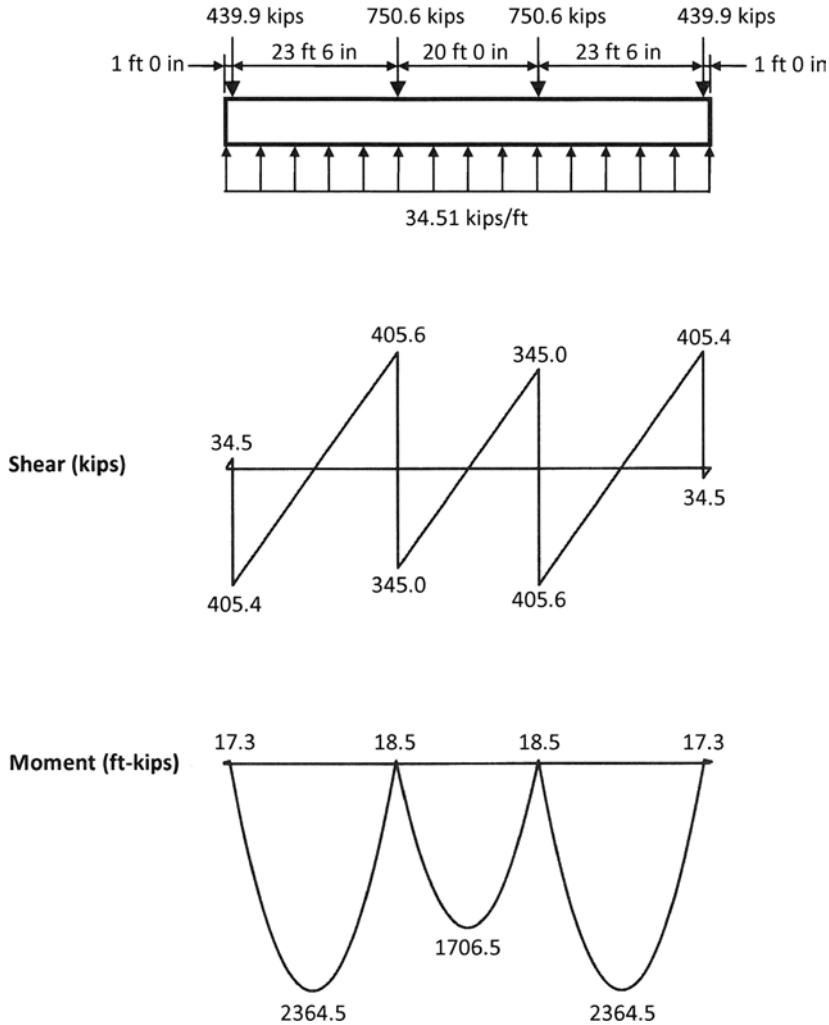 439.9 kips 750.6 kips 750.6 kips 439.9 kips
1 ft 0 in 23 ft 6 in 20 ft 0 in 23 ft 6 in 1 ft 0 in
34.51 kips/ft
405.6 345.0 405.4
34.5
Shear (kips)
34.5
405.4 345.0 405.6
17.3 18.5 18.5 17.3
Moment (ft-kips)
1706.5
2364.5 2364.5